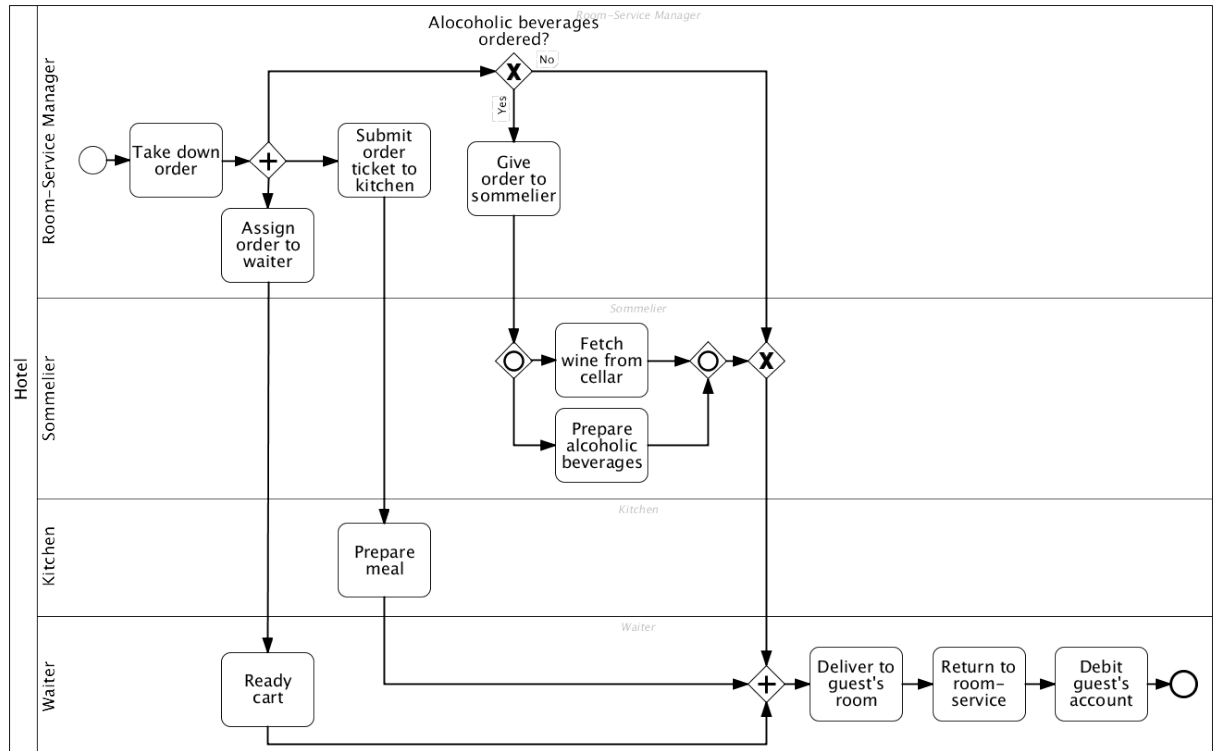 Hotel
Room-Service Manager
Room-Service Manager
Alocoholic beverages
ordered?
No
Yes
Take down
order
Submit
order
ticket to
kitchen
Give
order to
sommelier
Assign
order to
waiter
Sommelier
Sommelier
Fetch
wine from
cellar
Prepare
alcoholic
beverages
Kitchen
Kitchen
Prepare
meal
Waiter
Waiter
Ready
cart
Deliver to
guest's
room
Return to
room-
service
Debit
guest's
account